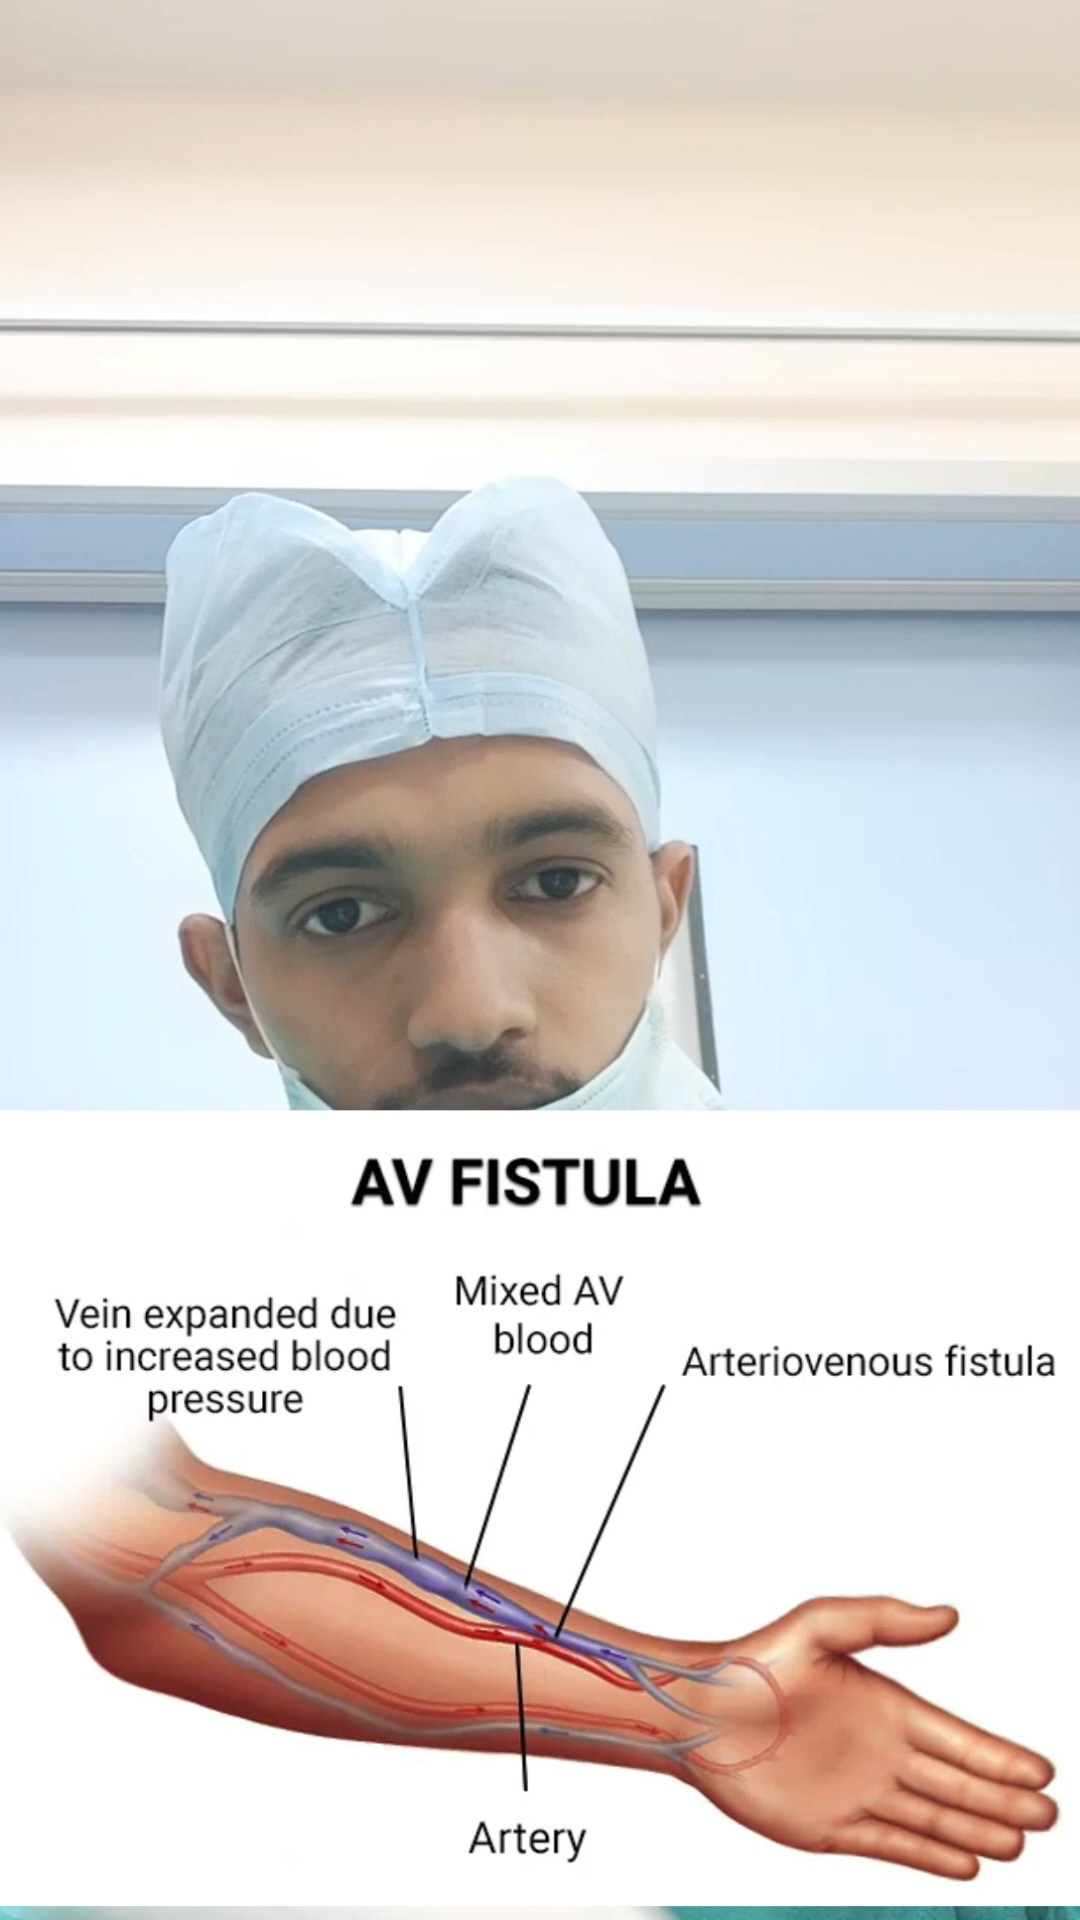 AV FISTULA
Vein expanded due
to increased blood
pressure
Mixed AV
blood
Arteriovenous fistula
Artery